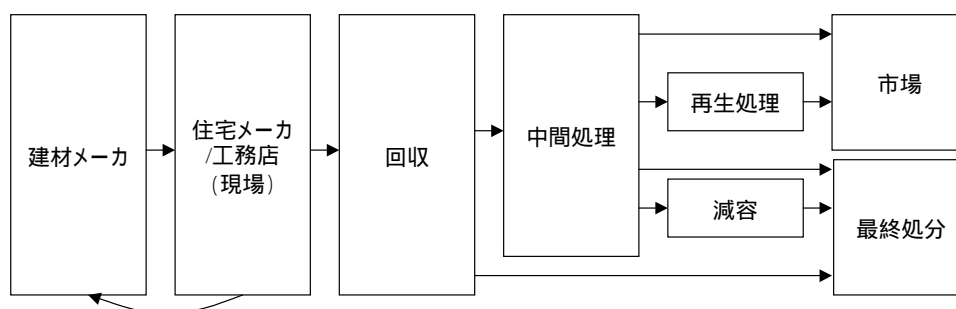 建材メーカ
住宅メーカ
/工務店
(現場)
回収
中間処理
再生処理
減容
市場
最終処分